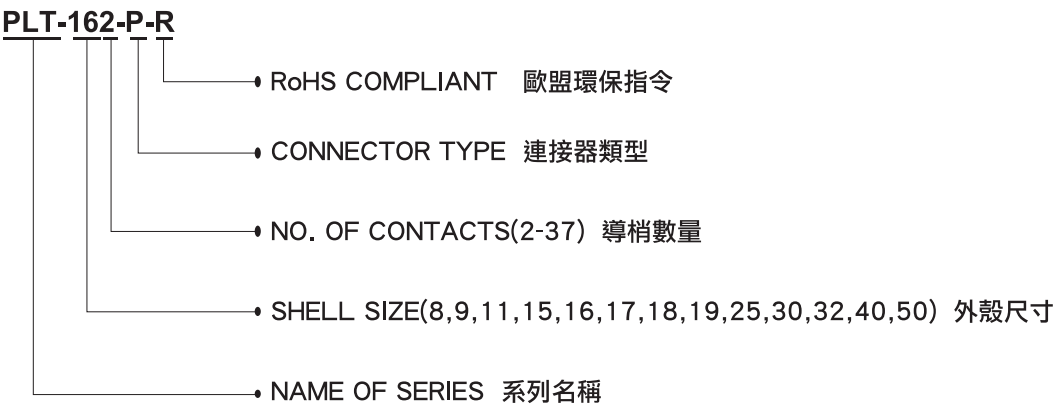 PLT-162-P-R
RoHS COMPLIANT 歐盟環保指令
CONNECTOR TYPE 連接器類型
NO. OF CONTACTS(2-37) 導梢數量
SHELL SIZE(8,9,11,15,16,17,18,19,25,30,32,40,50) 外殼尺寸
NAME OF SERIES 系列名稱